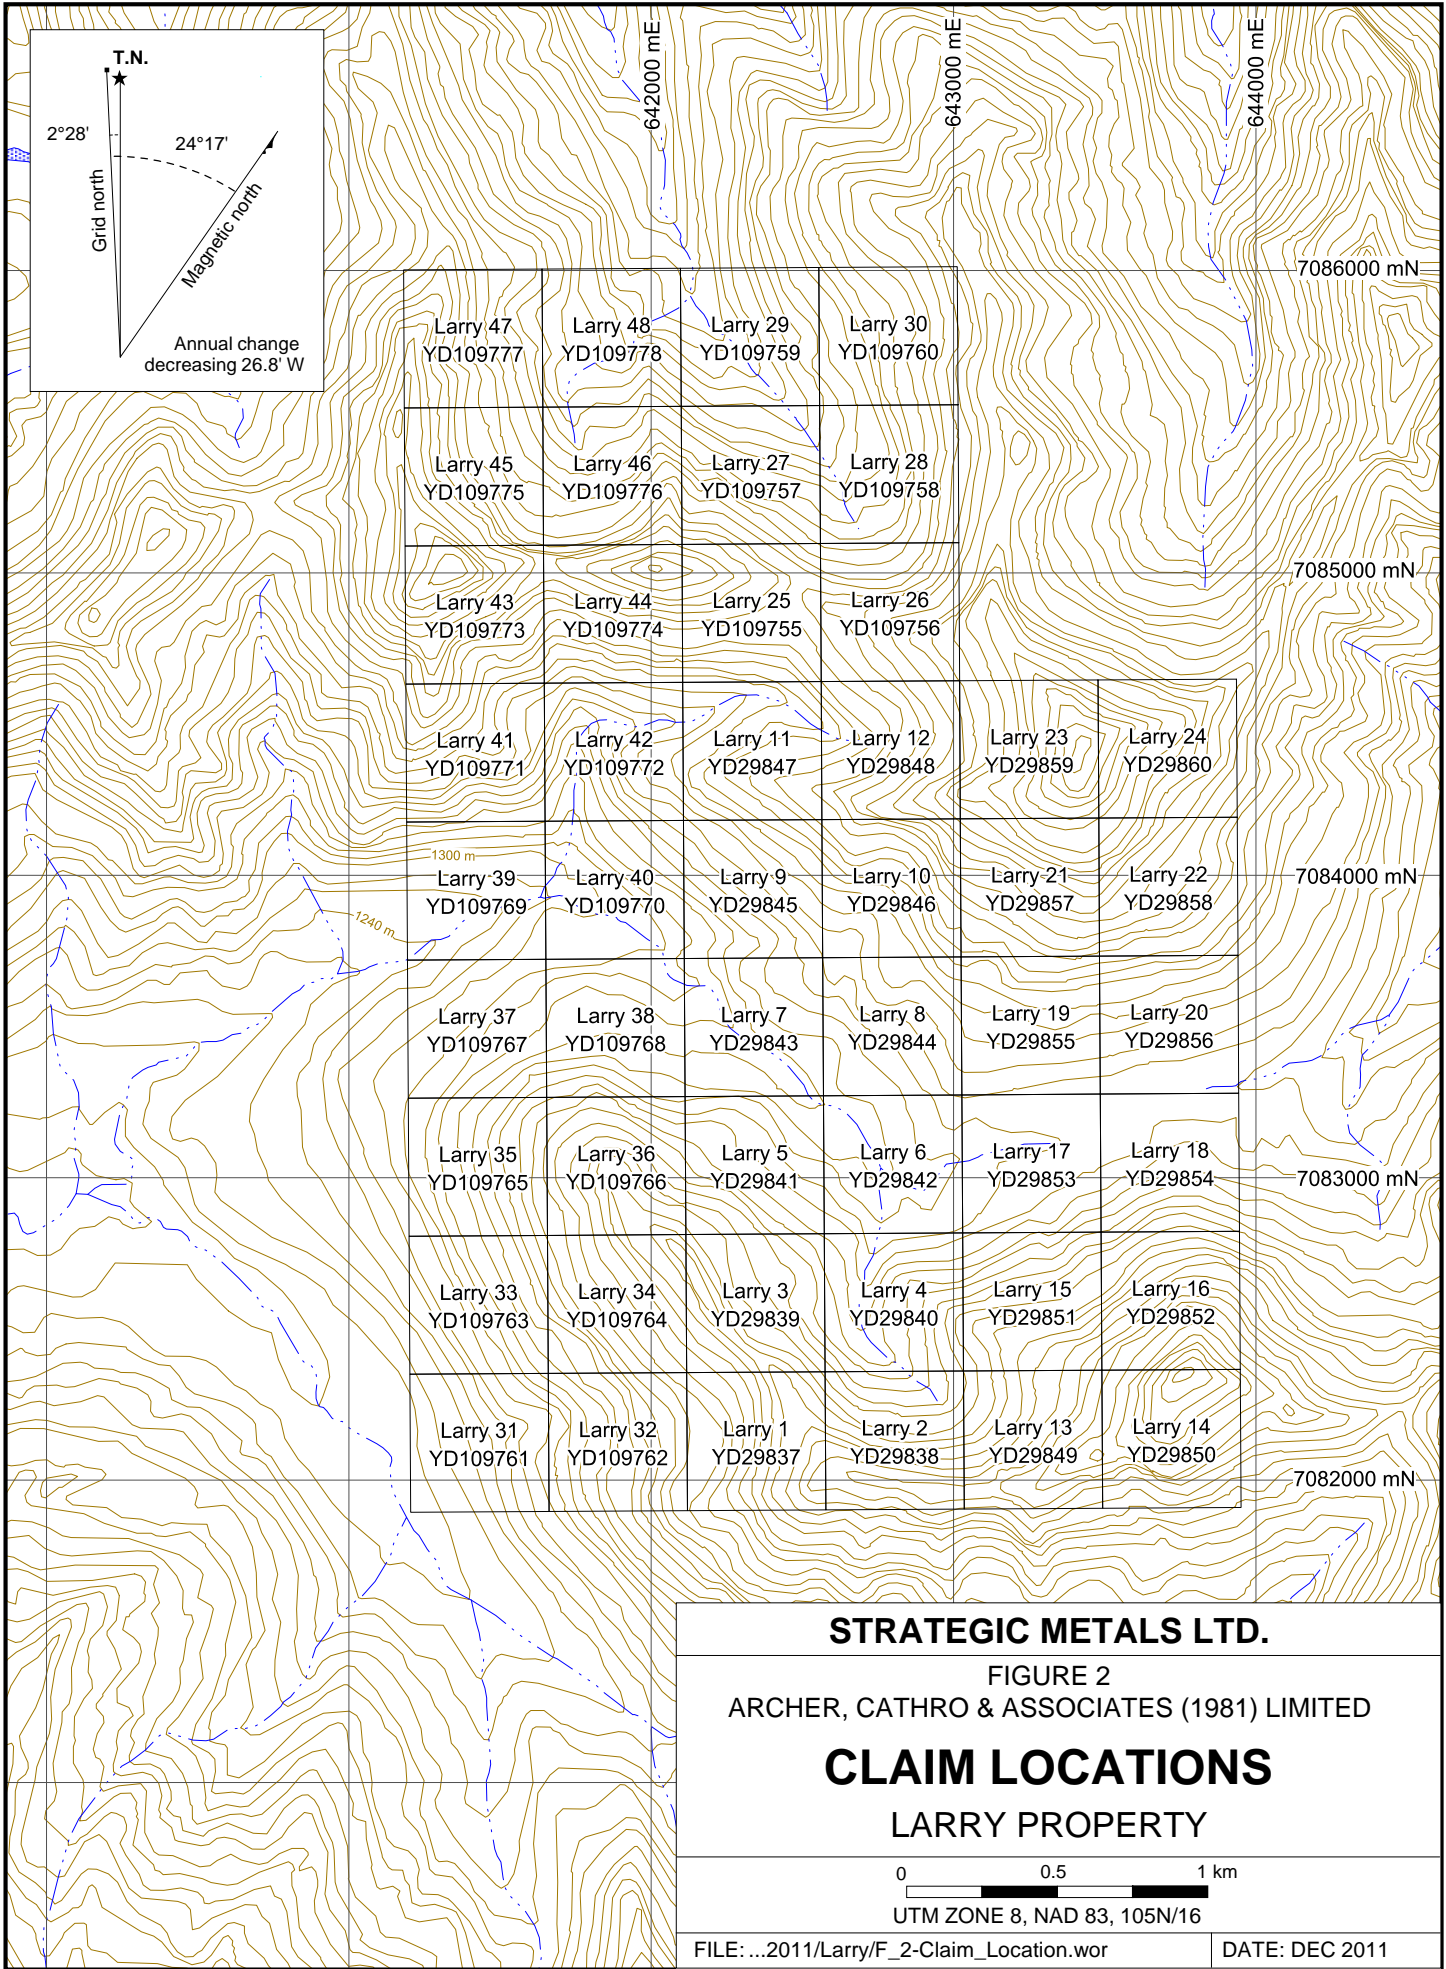 T.N.
2°28'
24°17'
Grid north
Magnetic north
Annual change
decreasing 26.8' W
642000 mE
643000 mE
644000 mE
7086000 mN
Larry 47
YD109777
Larry 48
YD109778
Larry 29
YD109759
Larry 30
YD109760
Larry 45
YD109775
Larry 46
YD109776
Larry 27
YD109757
Larry 28
YD109758
7085000 mN
Larry 43
YD109773
Larry 44
YD109774
Larry 25
YD109755
Larry 26
YD109756
Larry 41
YD109771
Larry 42
YD109772
Larry 11
YD29847
Larry 12
YD29848
Larry 23
YD29859
Larry 24
YD29860
1300 m
7084000 mN
Larry 39
YD109769
Larry 40
YD109770
Larry 9
YD29845
Larry 10
YD29846
Larry 21
YD29857
Larry 22
YD29858
1240 m
Larry 37
YD109767
Larry 38
YD109768
Larry 7
YD29843
Larry 8
YD29844
Larry 19
YD29855
Larry 20
YD29856
Larry 35
YD109765
Larry 36
YD109766
Larry 5
YD29841
Larry 6
YD29842
Larry 17
YD29853
Larry 18
YD29854
7083000 mN
Larry 33
YD109763
Larry 34
YD109764
Larry 3
YD29839
Larry 4
YD29840
Larry 15
YD29851
Larry 16
YD29852
Larry 31
YD109761
Larry 32
YD109762
Larry 1
YD29837
Larry 2
YD29838
Larry 13
YD29849
Larry 14
YD29850
7082000 mN
STRATEGIC METALS LTD.
FIGURE 2
ARCHER, CATHRO & ASSOCIATES (1981) LIMITED
CLAIM LOCATIONS
LARRY PROPERTY
0 0.5 1 km
UTM ZONE 8, NAD 83, 105N/16
FILE: ...2011/Larry/F_2-Claim_Location.wor
DATE: DEC 2011